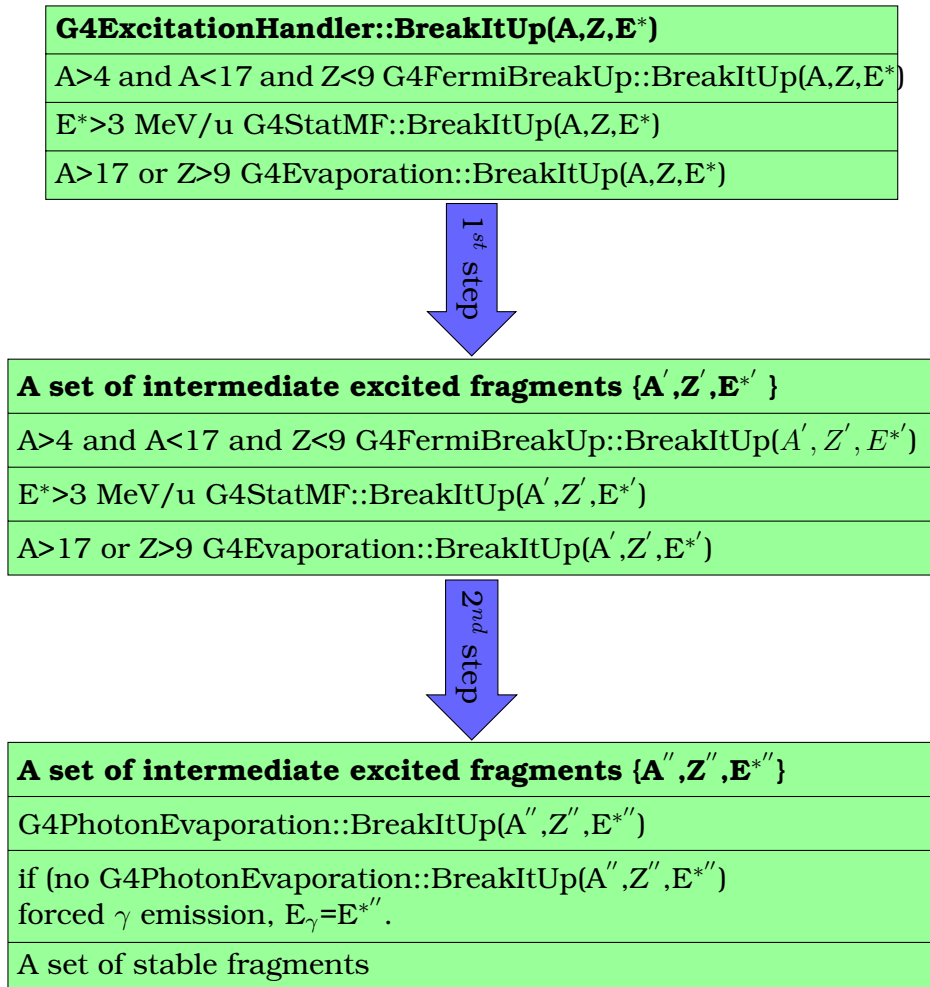 G4ExcitationHandler::BreakItUp(A,Z,E*)
A>4 and A<17 and Z<9 G4FermiBreakUp::BreakItUp(A,Z,E*)
E*>3 MeV/u G4StatMF::BreakItUp(A,Z,E*)
A>17 or Z>9 G4Evaporation::BreakItUp(A,Z,E*)
1st step
A set of intermediate excited fragments {A′,Z′,E*′ }
A>4 and A<17 and Z<9 G4FermiBreakUp::BreakItUp(A′, Z′, E*′)
E*>3 MeV/u G4StatMF::BreakItUp(A′,Z′,E*′)
A>17 or Z>9 G4Evaporation::BreakItUp(A′,Z′,E*′)
2nd step
A set of intermediate excited fragments {A″,Z″,E*″}
G4PhotonEvaporation::BreakItUp(A″,Z″,E*″)
if (no G4PhotonEvaporation::BreakItUp(A″,Z″,E*″)
forced γ emission, Eγ=E*″.
A set of stable fragments